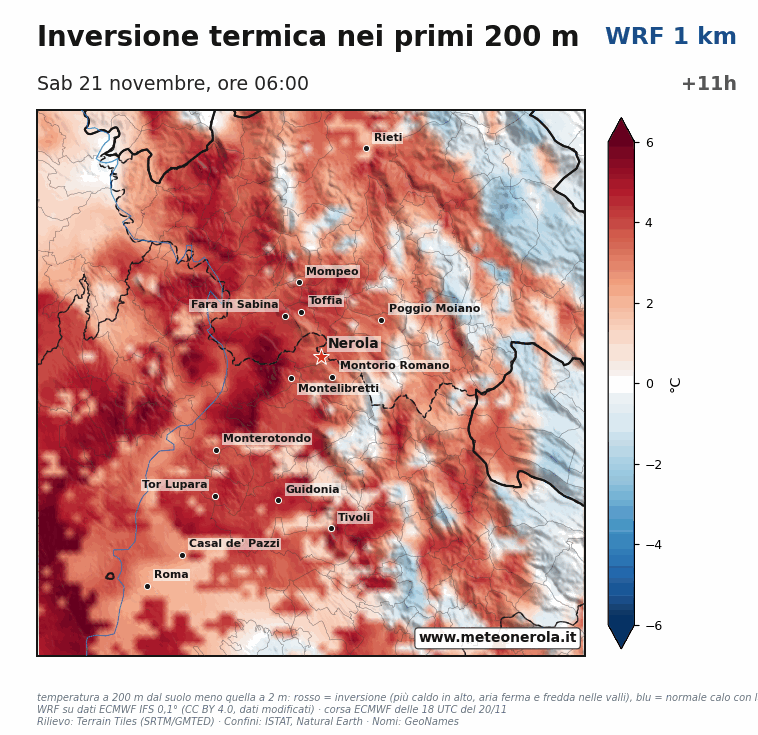 Inversione termica nei primi 200 m WRF 1 km
Sab 21 novembre, ore 06:00 +11h
Rieti
Mompeo
Toffia
Fara in Sabina
Poggio Moiano
Nerola
Montorio Romano
Montelibretti
Monterotondo
Tor Lupara
Guidonia
Tivoli
Casal de' Pazzi
Roma
www.meteonerola.it
6
4
2
0
−2
−4
−6
°C
temperatura a 200 m dal suolo meno quella a 2 m: rosso = inversione (più caldo in alto, aria ferma e fredda nelle valli), blu = normale calo con
WRF su dati ECMWF IFS 0,1° (CC BY 4.0, dati modificati) · corsa ECMWF delle 18 UTC del 20/11
Rilievo: Terrain Tiles (SRTM/GMTED) · Confini: ISTAT, Natural Earth · Nomi: GeoNames